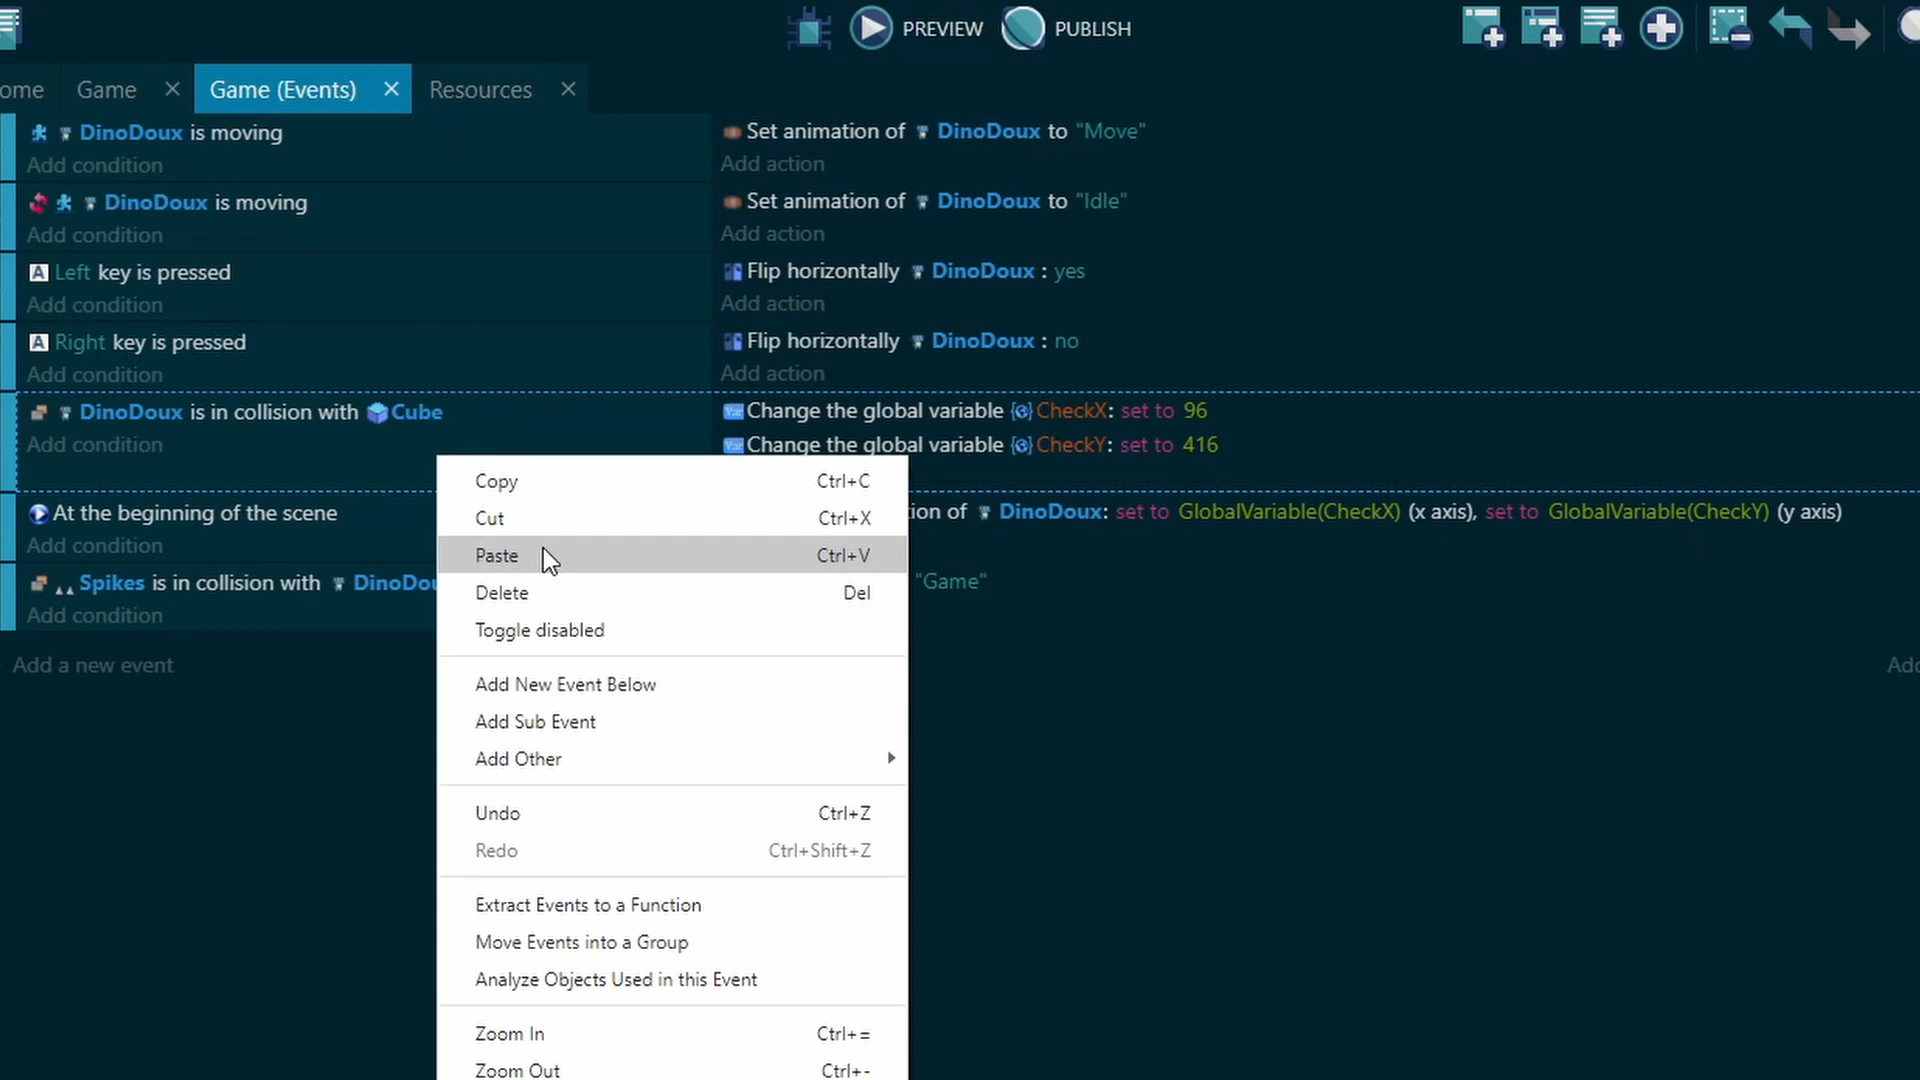 PREVIEW PUBLISH
ome Game Game (Events) Resources
DinoDoux is moving Set animation of DinoDoux to "Move"
Add condition Add action
DinoDoux is moving Set animation of DinoDoux to "Idle"
Add condition Add action
Left key is pressed Flip horizontally DinoDoux : yes
Add condition Add action
Right key is pressed Flip horizontally DinoDoux : no
Add condition Add action
DinoDoux is in collision with Cube Change the global variable CheckX: set to 96
Add condition Change the global variable CheckY: set to 416
At the beginning of the scene ion of DinoDoux: set to GlobalVariable(CheckX) (x axis), set to GlobalVariable(CheckY) (y axis)
Add condition
Spikes is in collision with DinoDou "Game"
Add condition
Add a new event Add
Copy Ctrl+C
Cut Ctrl+X
Paste Ctrl+V
Delete Del
Toggle disabled
Add New Event Below
Add Sub Event
Add Other
Undo Ctrl+Z
Redo Ctrl+Shift+Z
Extract Events to a Function
Move Events into a Group
Analyze Objects Used in this Event
Zoom In Ctrl+=
Zoom Out Ctrl+-